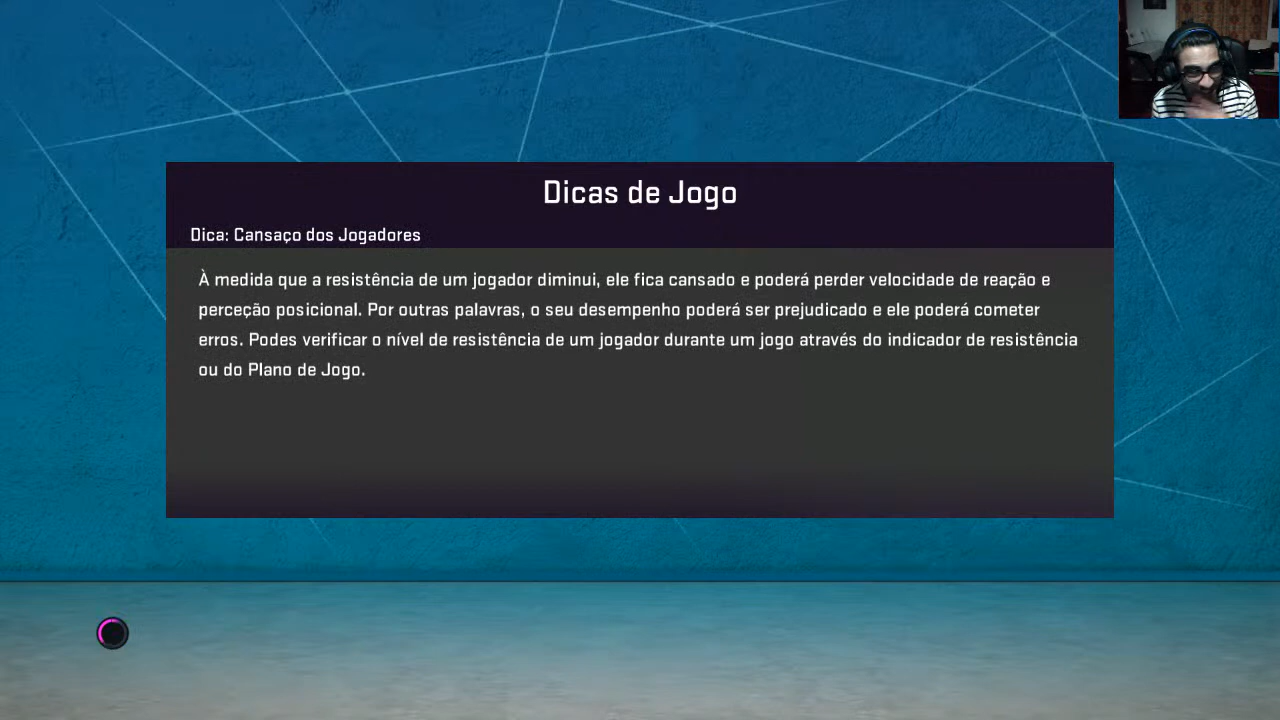 Dicas de Jogo
Dica: Cansaço dos Jogadores
À medida que a resistência de um jogador diminui, ele fica cansado e poderá perder velocidade de reação e
perceção posicional. Por outras palavras, o seu desempenho poderá ser prejudicado e ele poderá cometer
erros. Podes verificar o nível de resistência de um jogador durante um jogo através do indicador de resistência
ou do Plano de Jogo.